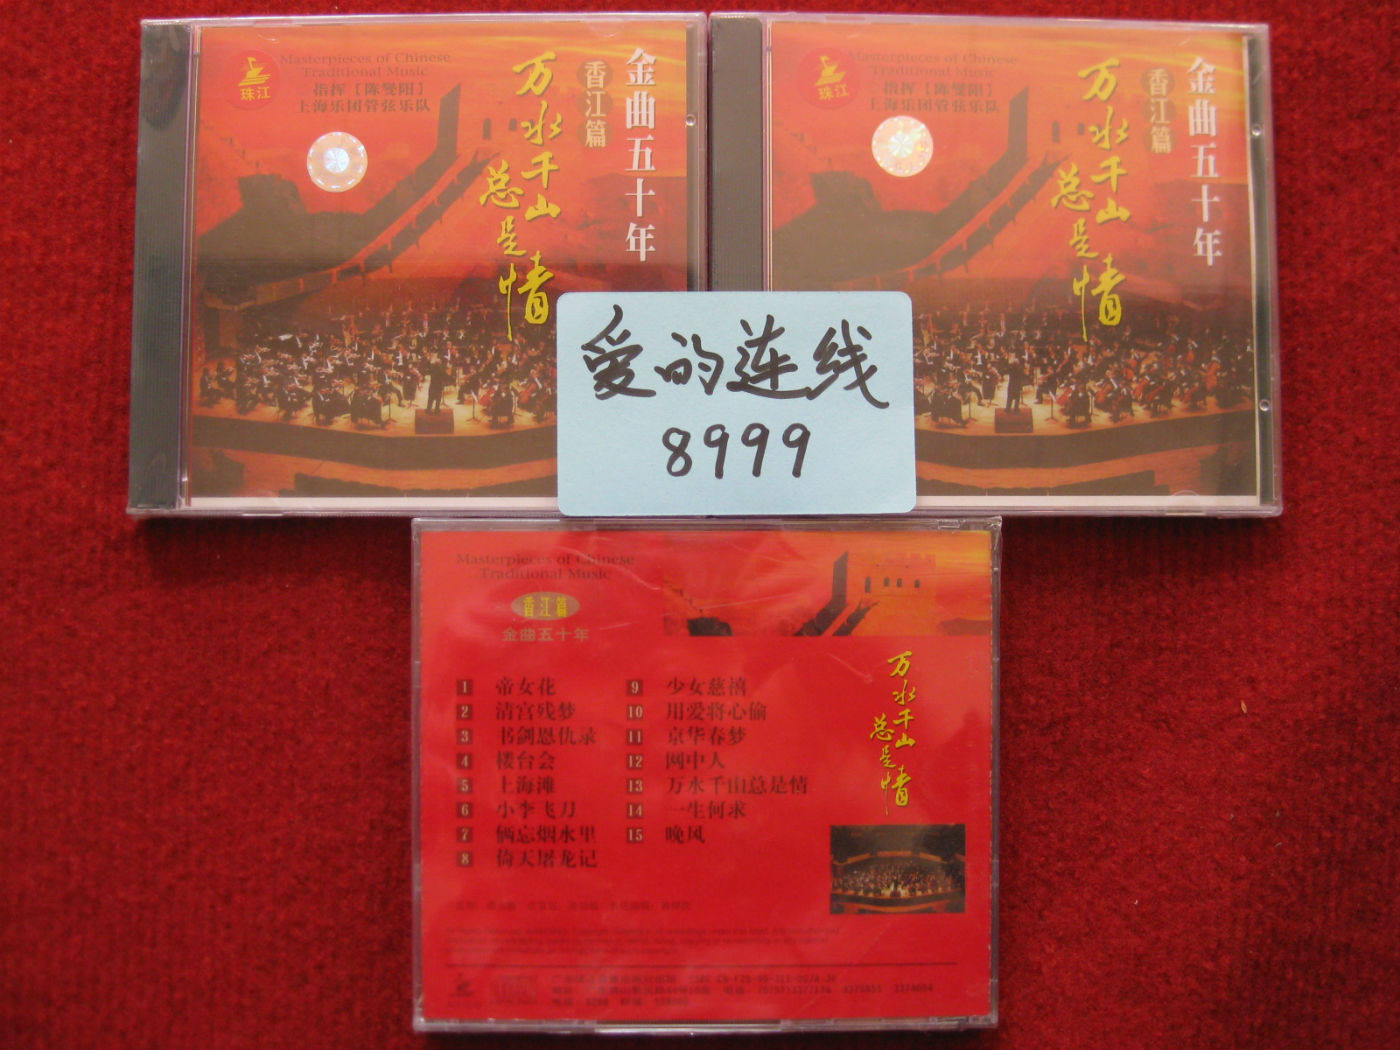 Masterpieces of Chinese
Traditional Music
指挥［陈燮阳］
上海乐团管弦乐队
珠江
万水千山
总是情
香江篇
金曲五十年
Masterpieces of Chinese
Traditional Music
指挥［陈燮阳］
上海乐团管弦乐队
珠江
万水千山
总是情
香江篇
金曲五十年
爱的连线
8999
Masterpieces of Chinese
Traditional Music
香江篇
金曲五十年
万水千山
总是情
1 帝女花
2 清宫残梦
3 书剑恩仇录
4 楼台会
5 上海滩
6 小李飞刀
7 俩忘烟水里
8 倚天屠龙记
9 少女慈禧
10 用爱将心偷
11 京华春梦
12 网中人
13 万水千山总是情
14 一生何求
15 晚风